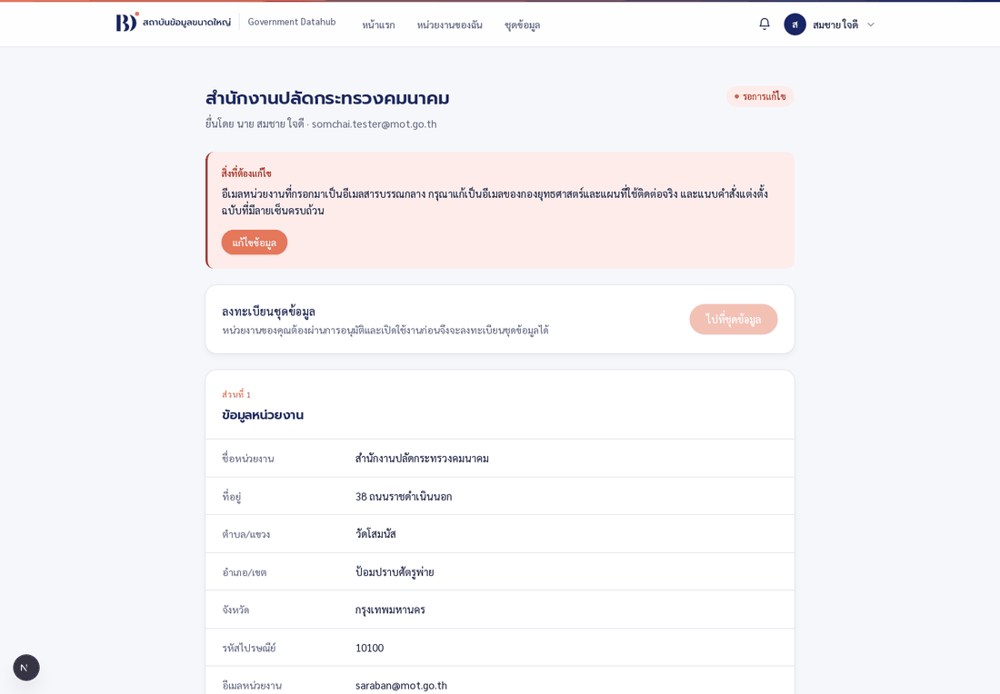 BD สถาบันข้อมูลขนาดใหญ่ Government Datahub หน้าแรก หน่วยงานของฉัน ชุดข้อมูล ส สมชาย ใจดี
สำนักงานปลัดกระทรวงคมนาคม
รอการแก้ไข
ยื่นโดย นาย สมชาย ใจดี · somchai.tester@mot.go.th
สิ่งที่ต้องแก้ไข
อีเมลหน่วยงานที่กรอกมาเป็นอีเมลสารบรรณกลาง กรุณาแก้เป็นอีเมลของกองยุทธศาสตร์และแผนที่ใช้ติดต่อจริง และแนบคำสั่งแต่งตั้ง
ฉบับที่มีลายเซ็นครบถ้วน
แก้ไขข้อมูล
ลงทะเบียนชุดข้อมูล
หน่วยงานของคุณต้องผ่านการอนุมัติและเปิดใช้งานก่อนจึงจะลงทะเบียนชุดข้อมูลได้
ไปที่ชุดข้อมูล
ส่วนที่ 1
ข้อมูลหน่วยงาน
ชื่อหน่วยงาน สำนักงานปลัดกระทรวงคมนาคม
ที่อยู่ 38 ถนนราชดำเนินนอก
ตำบล/แขวง วัดโสมนัส
อำเภอ/เขต ป้อมปราบศัตรูพ่าย
จังหวัด กรุงเทพมหานคร
รหัสไปรษณีย์ 10100
อีเมลหน่วยงาน saraban@mot.go.th
N